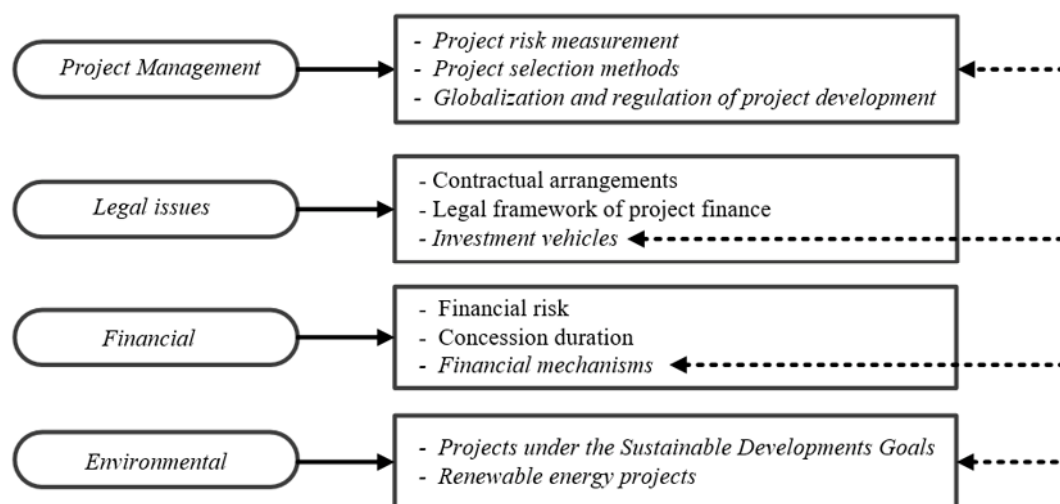 Project Management
- Project risk measurement
- Project selection methods
- Globalization and regulation of project development
Legal issues
- Contractual arrangements
- Legal framework of project finance
- Investment vehicles
Financial
- Financial risk
- Concession duration
- Financial mechanisms
Environmental
- Projects under the Sustainable Developments Goals
- Renewable energy projects